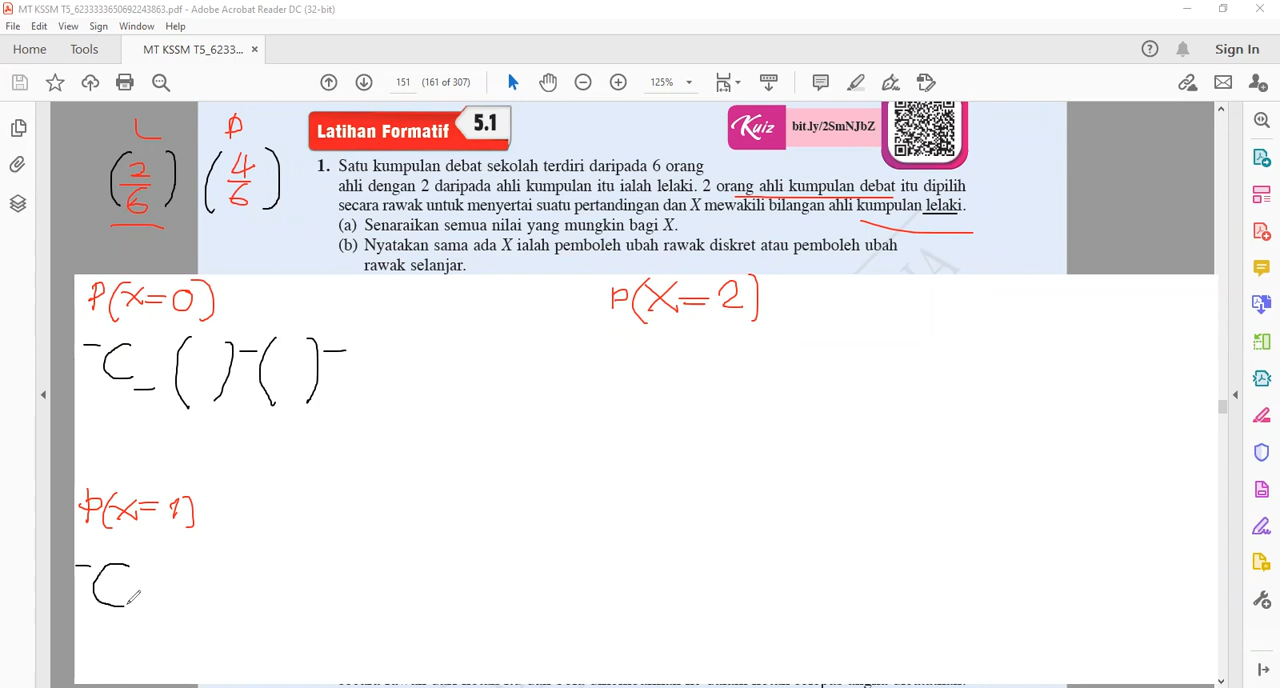 MT KSSM T5_6233333650692243863.pdf - Adobe Acrobat Reader DC (32-bit)
File Edit View Sign Window Help
Home Tools MT KSSM T5_6233... × Sign In
151 (161 of 307) 125%
L P
(2/6) (4/6)
Latihan Formatif 5.1
Kuiz bit.ly/2SmNJbZ
1. Satu kumpulan debat sekolah terdiri daripada 6 orang
ahli dengan 2 daripada ahli kumpulan itu ialah lelaki. 2 orang ahli kumpulan debat itu dipilih
secara rawak untuk menyertai suatu pertandingan dan X mewakili bilangan ahli kumpulan lelaki.
(a) Senaraikan semua nilai yang mungkin bagi X.
(b) Nyatakan sama ada X ialah pemboleh ubah rawak diskret atau pemboleh ubah
rawak selanjar.
P(X=0) P(X=2)
‾C_ ( )‾( )‾
P(X=1)
‾C